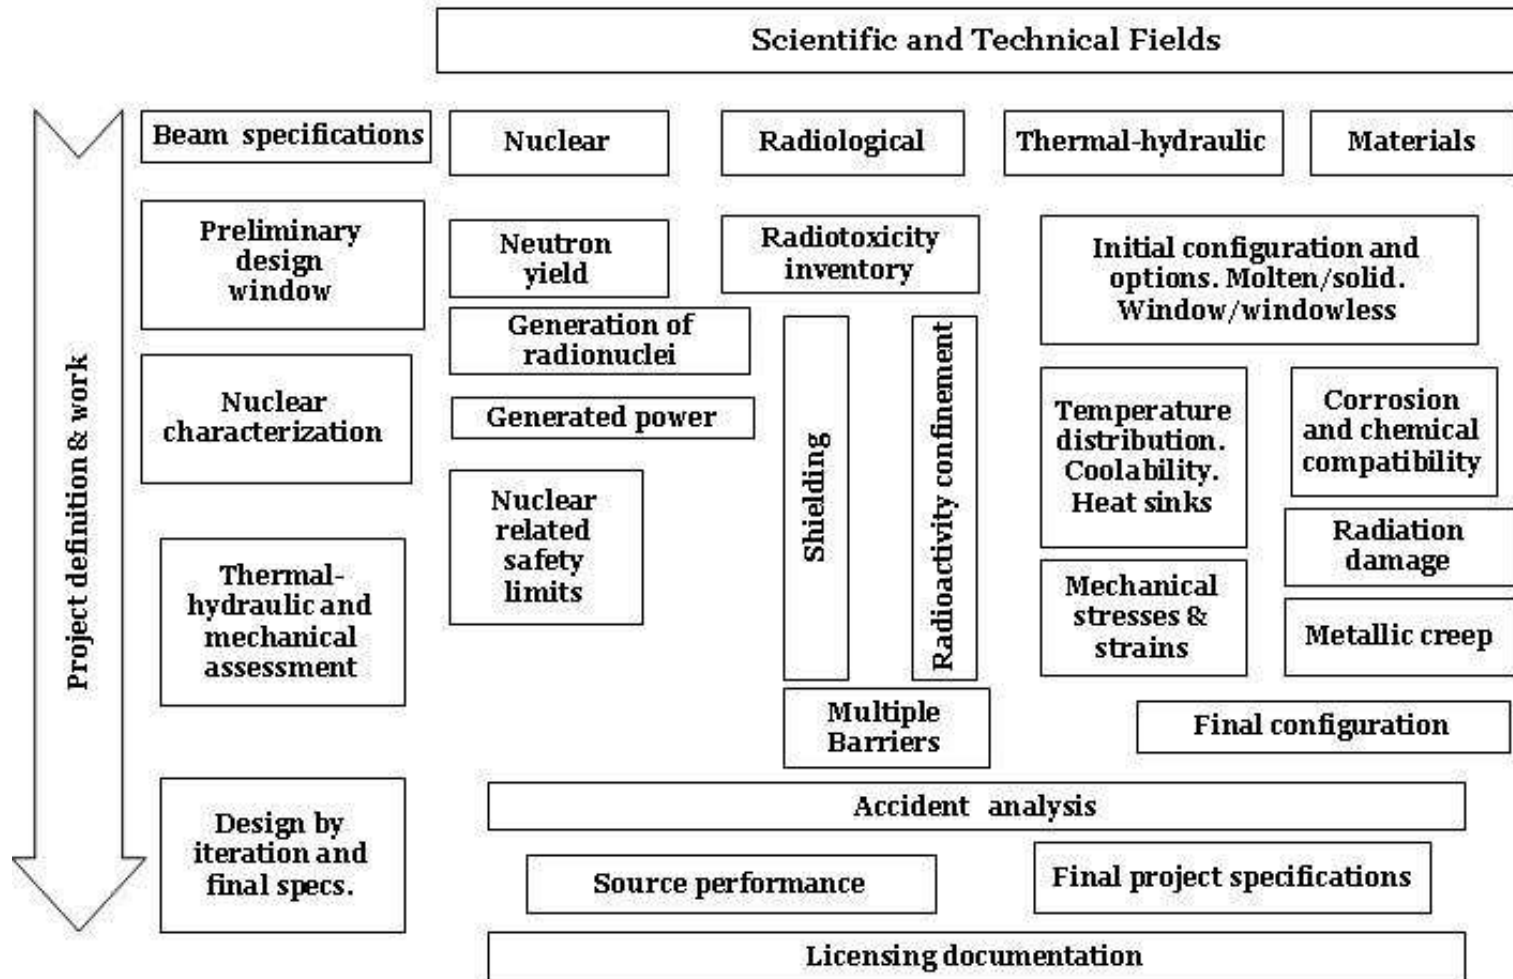 Scientific and Technical Fields
Project definition & work
Beam specifications
Nuclear
Radiological
Thermal-hydraulic
Materials
Preliminary
design
window
Neutron
yield
Radiotoxicity
inventory
Initial configuration and
options. Molten/solid.
Window/windowless
Generation of
radionuclei
Nuclear
characterization
Generated power
Shielding
Radioactivity confinement
Temperature
distribution.
Coolability.
Heat sinks
Corrosion
and chemical
compatibility
Nuclear
related
safety
limits
Radiation
damage
Thermal-
hydraulic and
mechanical
assessment
Mechanical
stresses &
strains
Metallic creep
Multiple
Barriers
Final configuration
Design by
iteration and
final specs.
Accident analysis
Source performance
Final project specifications
Licensing documentation